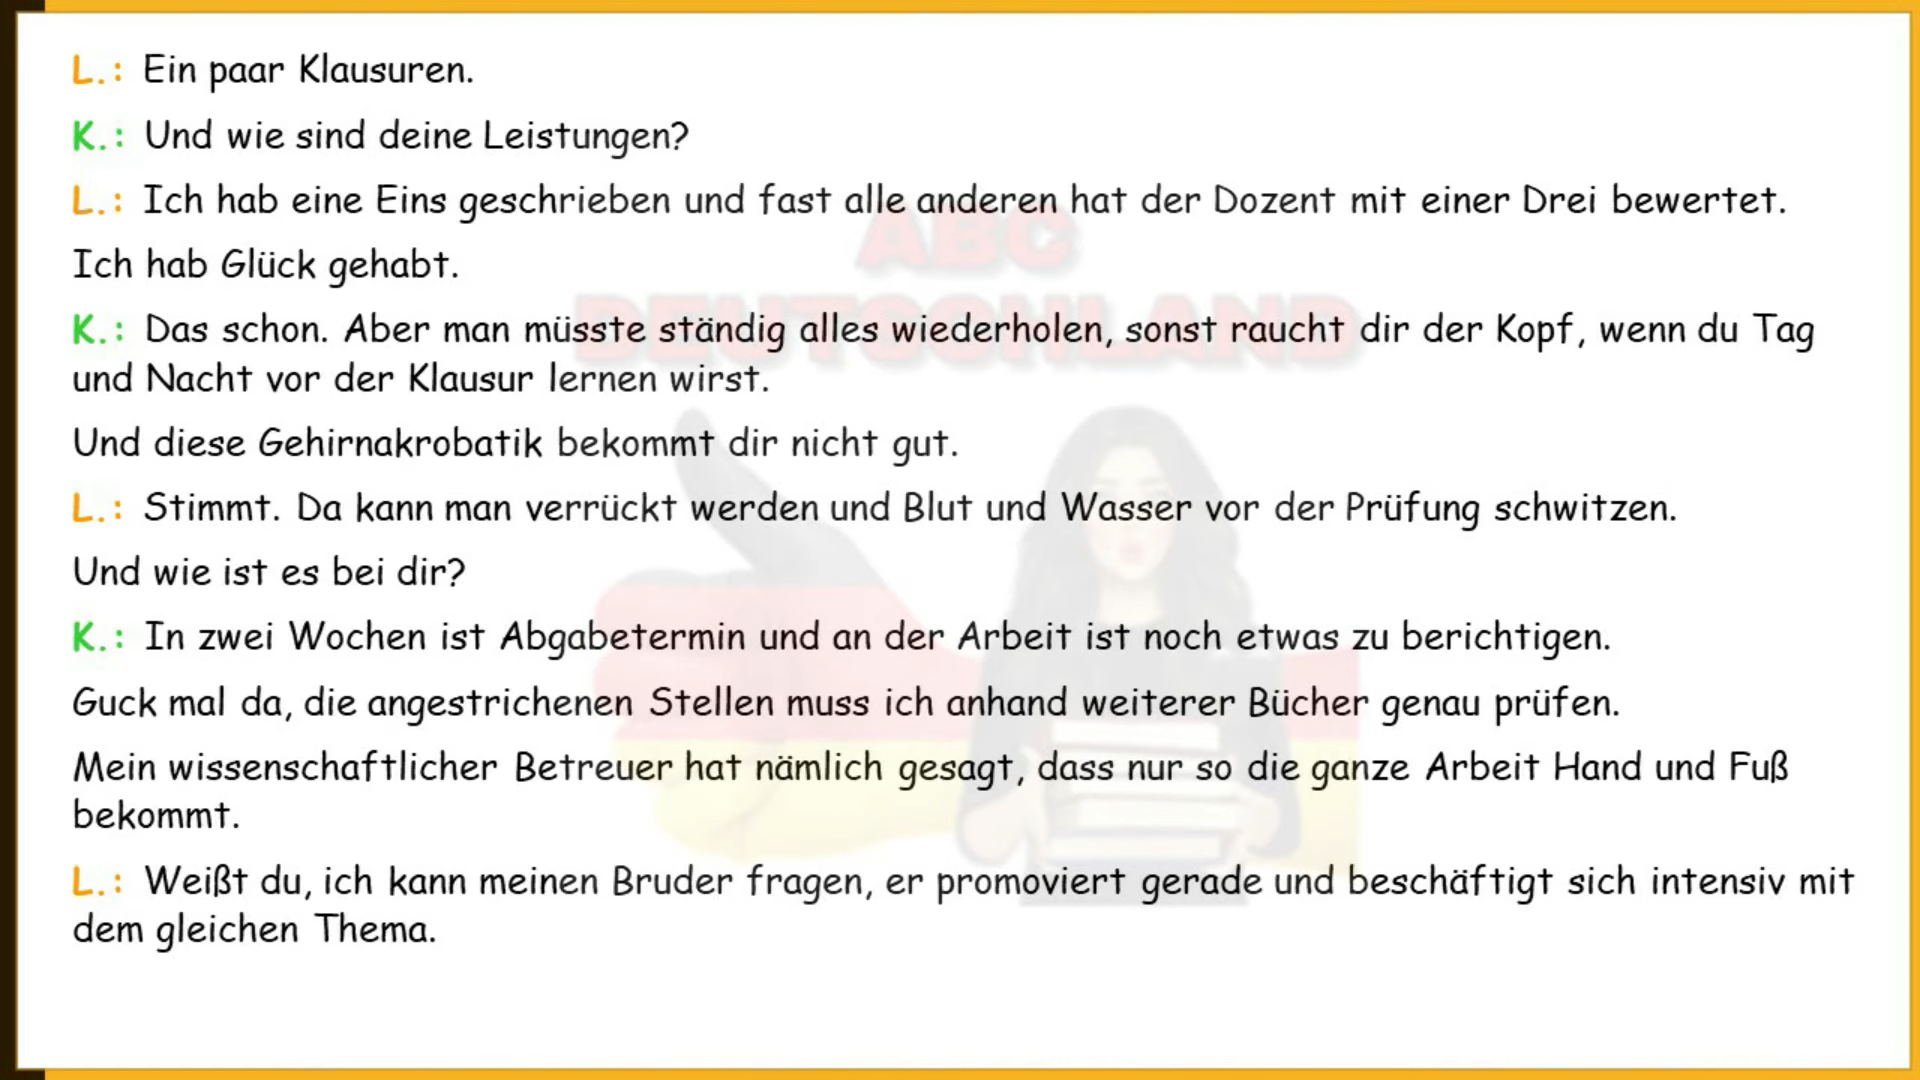 L.: Ein paar Klausuren.
K.: Und wie sind deine Leistungen?
L.: Ich hab eine Eins geschrieben und fast alle anderen hat der Dozent mit einer Drei bewertet.
Ich hab Glück gehabt.
K.: Das schon. Aber man müsste ständig alles wiederholen, sonst raucht dir der Kopf, wenn du Tag
und Nacht vor der Klausur lernen wirst.
Und diese Gehirnakrobatik bekommt dir nicht gut.
L.: Stimmt. Da kann man verrückt werden und Blut und Wasser vor der Prüfung schwitzen.
Und wie ist es bei dir?
K.: In zwei Wochen ist Abgabetermin und an der Arbeit ist noch etwas zu berichtigen.
Guck mal da, die angestrichenen Stellen muss ich anhand weiterer Bücher genau prüfen.
Mein wissenschaftlicher Betreuer hat nämlich gesagt, dass nur so die ganze Arbeit Hand und Fuß
bekommt.
L.: Weißt du, ich kann meinen Bruder fragen, er promoviert gerade und beschäftigt sich intensiv mit
dem gleichen Thema.
ABC
DEUTSCHLAND